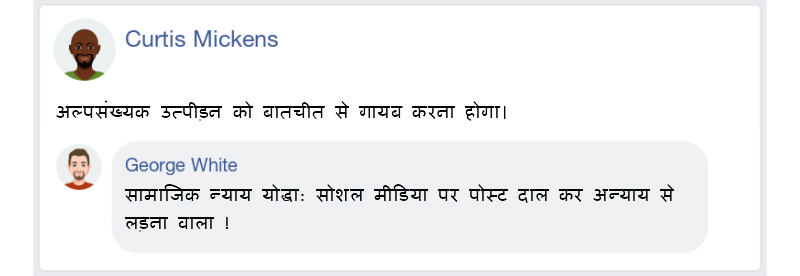 Curtis Mickens
अल्पसंख्यक उत्पीड़न को बातचीत से गायब करना होगा।
George White
सामाजिक न्याय योद्धा: सोशल मीडिया पर पोस्ट दाल कर अन्याय से
लड़ना वाला !